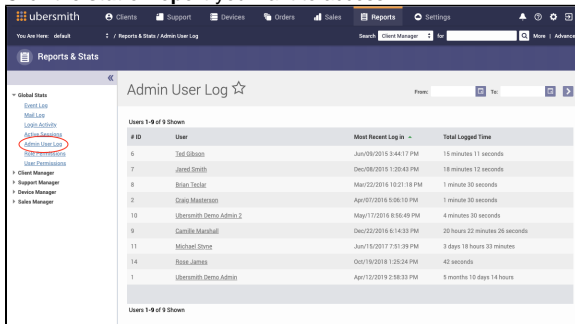 ubersmith Clients Support Devices Orders Sales Reports Settings
You Are Here: default / Reports & Stats / Admin User Log Search Client Manager for More | Advance
Reports & Stats
«
Admin User Log From: To:
Global Stats
Event Log
Mail Log
Login Activity
Active Sessions
Admin User Log
Role Permissions
User Permissions
Client Manager
Support Manager
Device Manager
Sales Manager
Users 1-9 of 9 Shown
# ID User Most Recent Log in Total Logged Time
6 Ted Gibson Jun/09/2015 3:44:17 PM 15 minutes 11 seconds
7 Jared Smith Dec/08/2015 1:20:43 PM 18 minutes 12 seconds
8 Brian Teclar Mar/22/2016 10:21:18 PM 1 minute 30 seconds
2 Craig Masterson Apr/07/2016 5:06:10 PM 1 minute 30 seconds
10 Ubersmith Demo Admin 2 May/17/2016 8:56:49 PM 4 minutes 30 seconds
9 Camille Marshall Dec/22/2016 6:14:33 PM 20 hours 22 minutes 26 seconds
11 Michael Styne Jun/15/2017 7:51:39 PM 3 days 18 hours 33 minutes
14 Rose James Oct/19/2018 1:25:24 PM 42 seconds
1 Ubersmith Demo Admin Apr/12/2019 2:58:33 PM 5 months 10 days 14 hours
Users 1-9 of 9 Shown